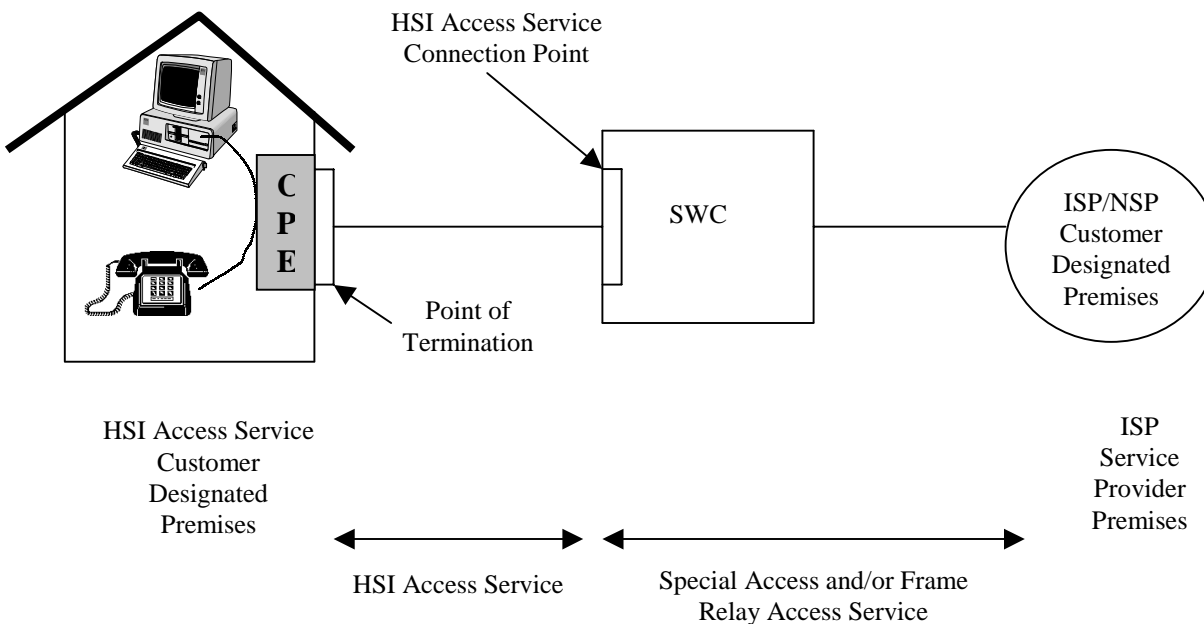 HSI Access Service
Connection Point
C
P
E
SWC
ISP/NSP
Customer
Designated
Premises
Point of
Termination
HSI Access Service
Customer
Designated
Premises
ISP
Service
Provider
Premises
HSI Access Service
Special Access and/or Frame
Relay Access Service